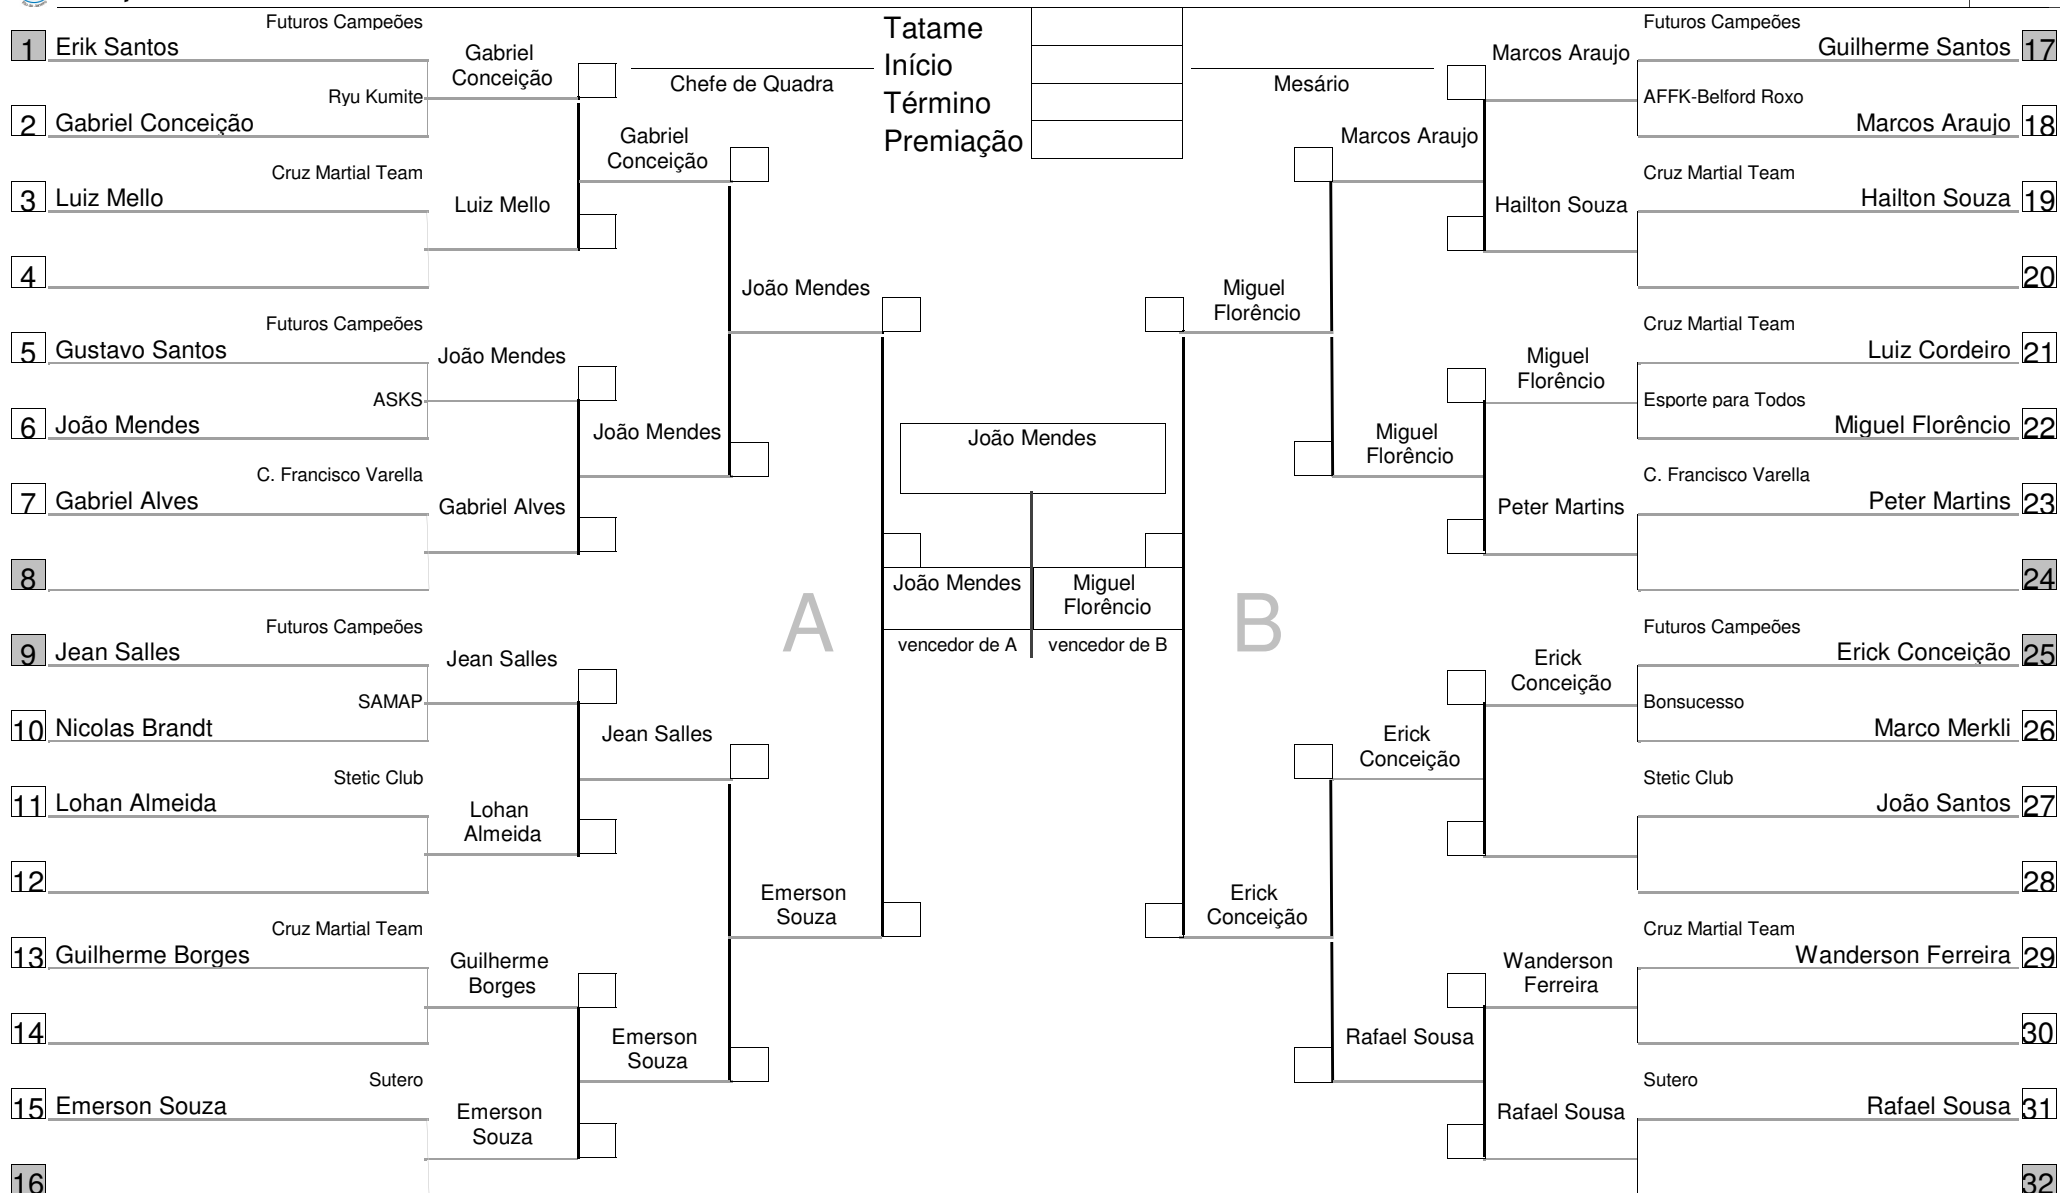 Futuros Campeões
1 Erik Santos
Ryu Kumite
2 Gabriel Conceição
Cruz Martial Team
3 Luiz Mello
4
Futuros Campeões
5 Gustavo Santos
ASKS
6 João Mendes
C. Francisco Varella
7 Gabriel Alves
8
Futuros Campeões
9 Jean Salles
SAMAP
10 Nicolas Brandt
Stetic Club
11 Lohan Almeida
12
Cruz Martial Team
13 Guilherme Borges
14
Sutero
15 Emerson Souza
16
Gabriel
Conceição
Luiz Mello
João Mendes
Gabriel Alves
Jean Salles
Lohan
Almeida
Guilherme
Borges
Emerson
Souza
Gabriel
Conceição
João Mendes
Jean Salles
Emerson
Souza
João Mendes
Emerson
Souza
Chefe de Quadra
Tatame
Início
Término
Premiação
Mesário
João Mendes
João Mendes
Miguel
Florêncio
vencedor de A
vencedor de B
A
B
Miguel
Florêncio
Erick
Conceição
Marcos Araujo
Miguel
Florêncio
Erick
Conceição
Rafael Sousa
Marcos Araujo
Hailton Souza
Miguel
Florêncio
Peter Martins
Erick
Conceição
Wanderson
Ferreira
Rafael Sousa
Futuros Campeões
Guilherme Santos 17
AFFK-Belford Roxo
Marcos Araujo 18
Cruz Martial Team
Hailton Souza 19
20
Cruz Martial Team
Luiz Cordeiro 21
Esporte para Todos
Miguel Florêncio 22
C. Francisco Varella
Peter Martins 23
24
Futuros Campeões
Erick Conceição 25
Bonsucesso
Marco Merkli 26
Stetic Club
João Santos 27
28
Cruz Martial Team
Wanderson Ferreira 29
30
Sutero
Rafael Sousa 31
32